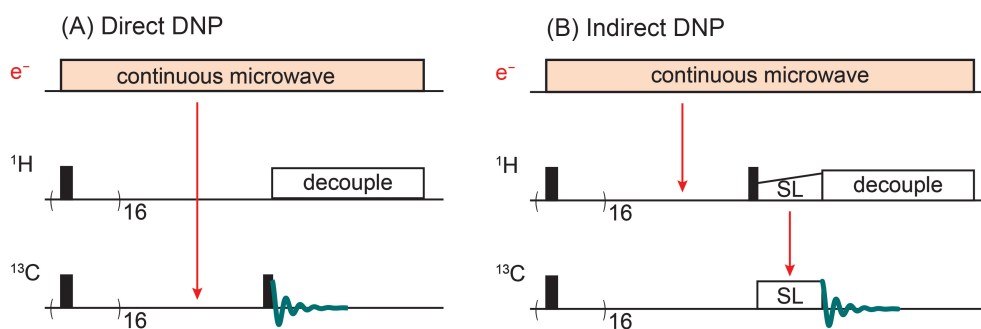 (A) Direct DNP
e⁻
continuous microwave
¹H
( )16
decouple
¹³C
( )16
(B) Indirect DNP
e⁻
continuous microwave
¹H
( )16
SL
decouple
¹³C
( )16
SL